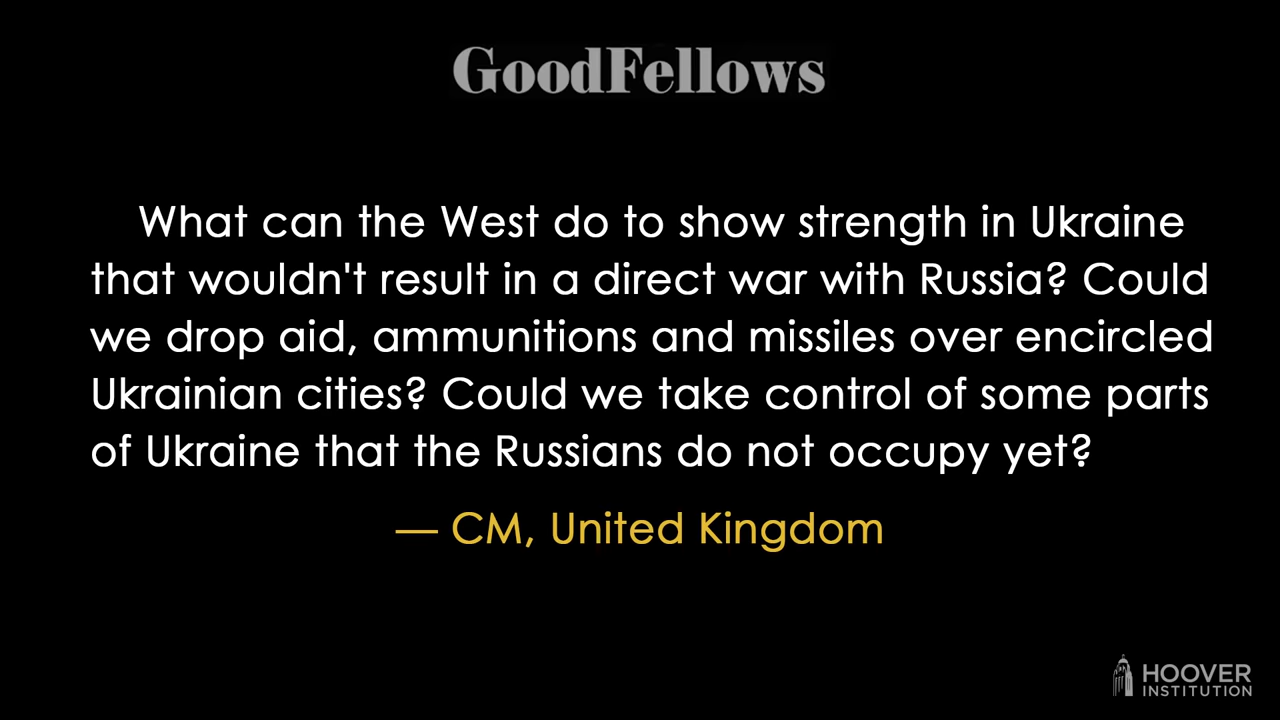 GoodFellows
What can the West do to show strength in Ukraine
that wouldn't result in a direct war with Russia? Could
we drop aid, ammunitions and missiles over encircled
Ukrainian cities? Could we take control of some parts
of Ukraine that the Russians do not occupy yet?
— CM, United Kingdom
HOOVER
INSTITUTION